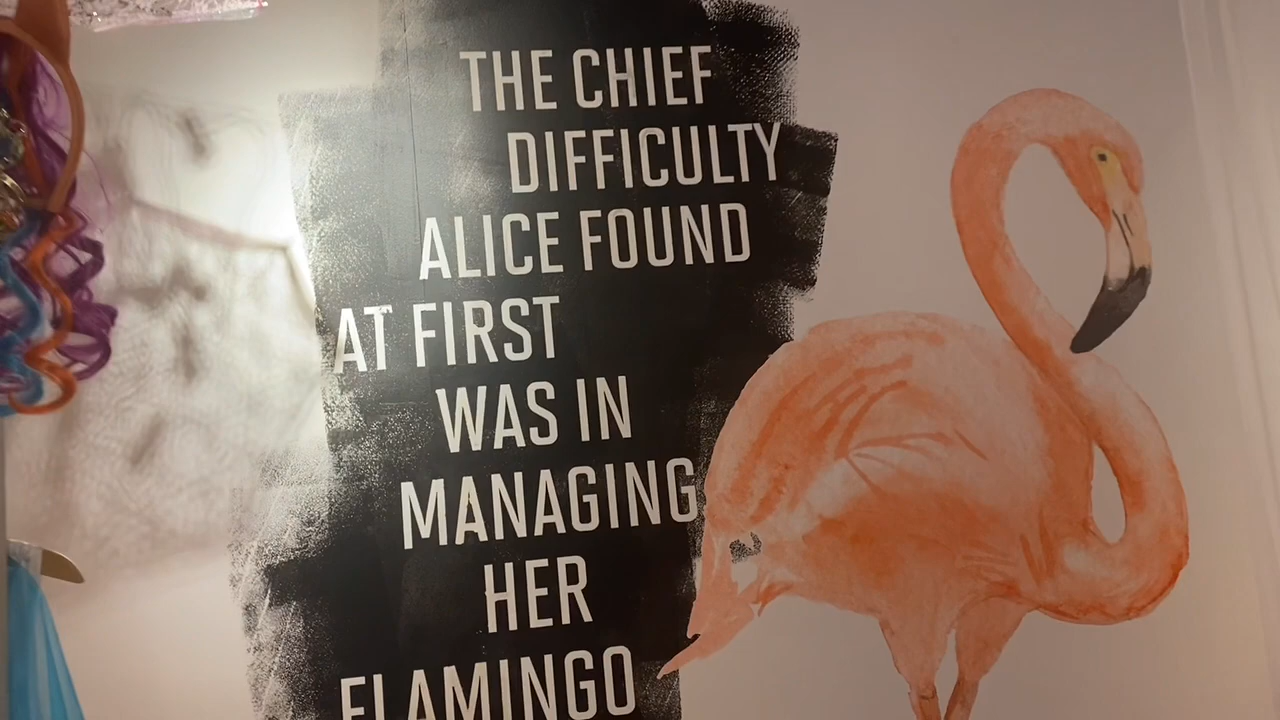 THE CHIEF
DIFFICULTY
ALICE FOUND
AT FIRST
WAS IN
MANAGING
HER
FLAMINGO